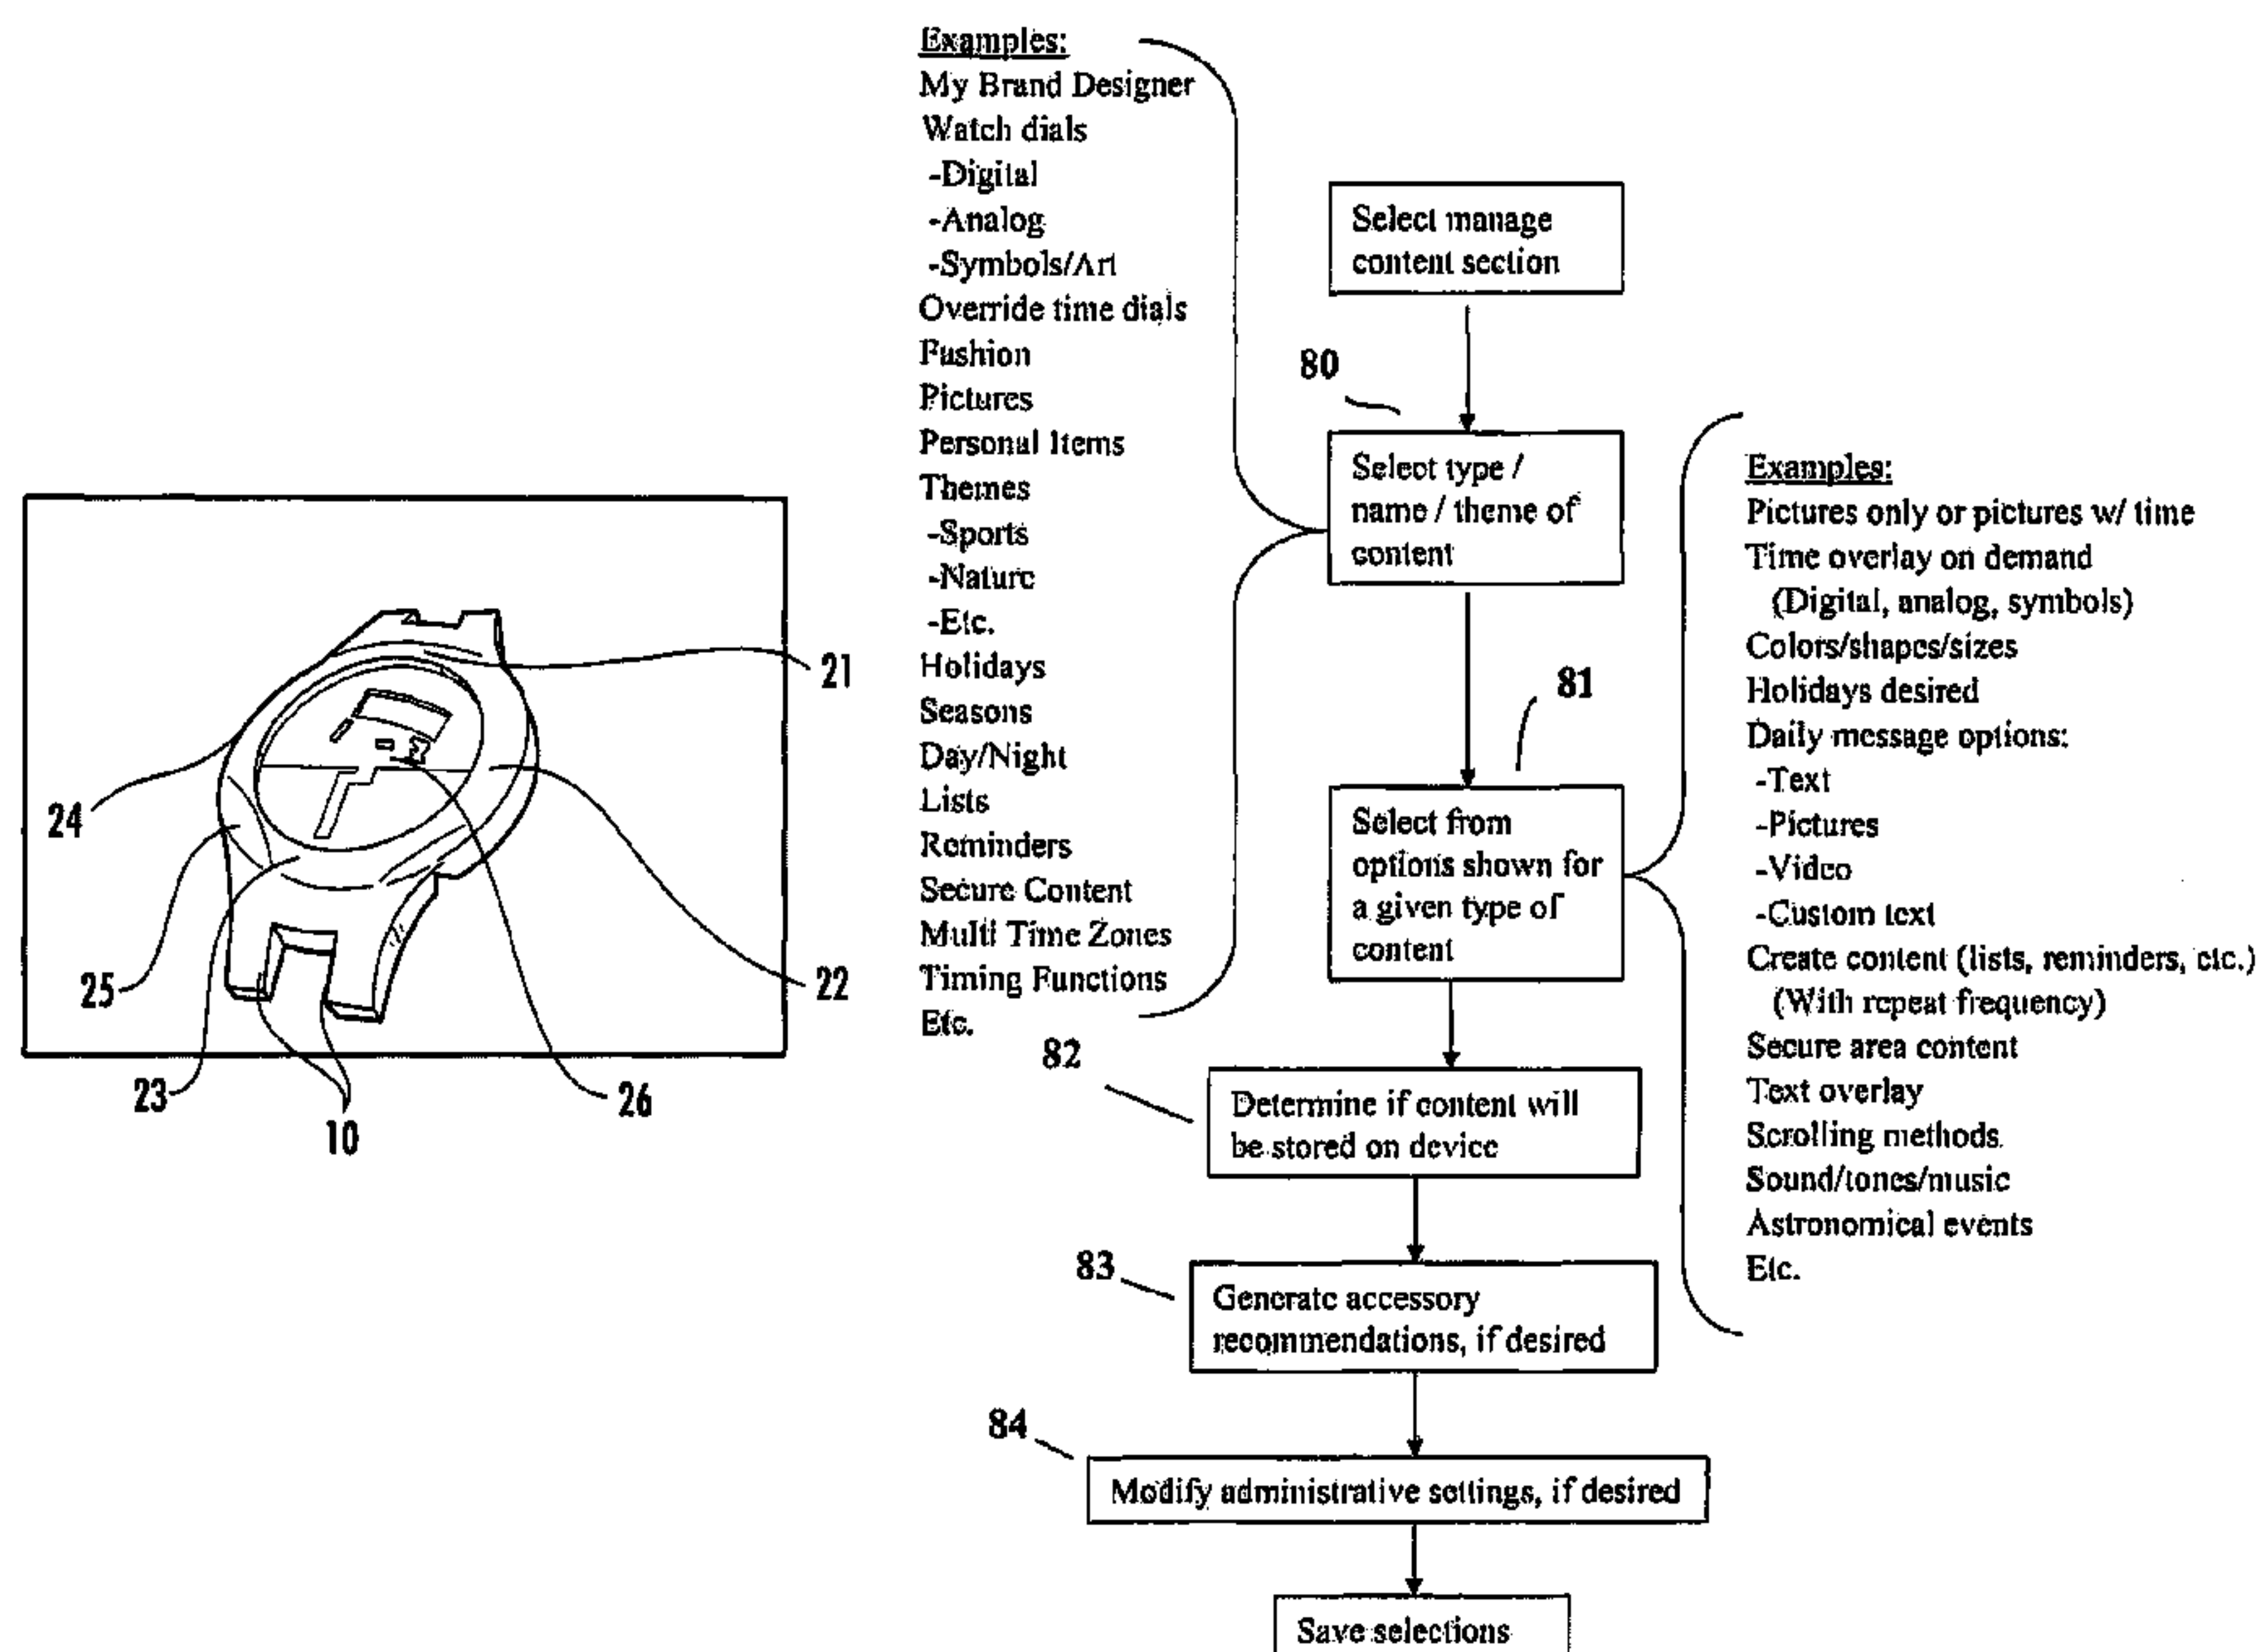 21
24
25
22
23
26
10
Examples:
My Brand Designer
Watch dials
-Digital
-Analog
-Symbols/Art
Override time dials
Fashion
Pictures
Personal Items
Themes
-Sports
-Nature
-Etc.
Holidays
Seasons
Day/Night
Lists
Reminders
Secure Content
Multi Time Zones
Timing Functions
Etc.
Select manage
content section
80
Select type /
name / theme of
content
81
Select from
options shown for
a given type of
content
Examples:
Pictures only or pictures w/ time
Time overlay on demand
(Digital, analog, symbols)
Colors/shapes/sizes
Holidays desired
Daily message options:
-Text
-Pictures
-Video
-Custom text
Create content (lists, reminders, etc.)
(With repeat frequency)
Secure area content
Text overlay
Scrolling methods
Sound/tones/music
Astronomical events
Etc.
82
Determine if content will
be stored on device
83
Generate accessory
recommendations, if desired
84
Modify administrative settings, if desired
Save selections